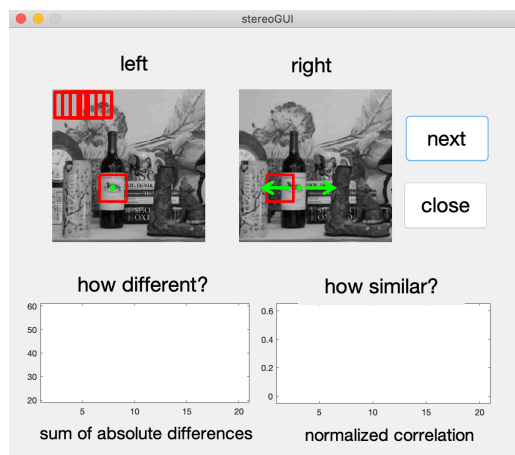 stereoGUI
left
right
next
close
how different?
how similar?
60
50
40
30
20
5
10
15
20
0.6
0.4
0.2
0
5
10
15
20
sum of absolute differences
normalized correlation